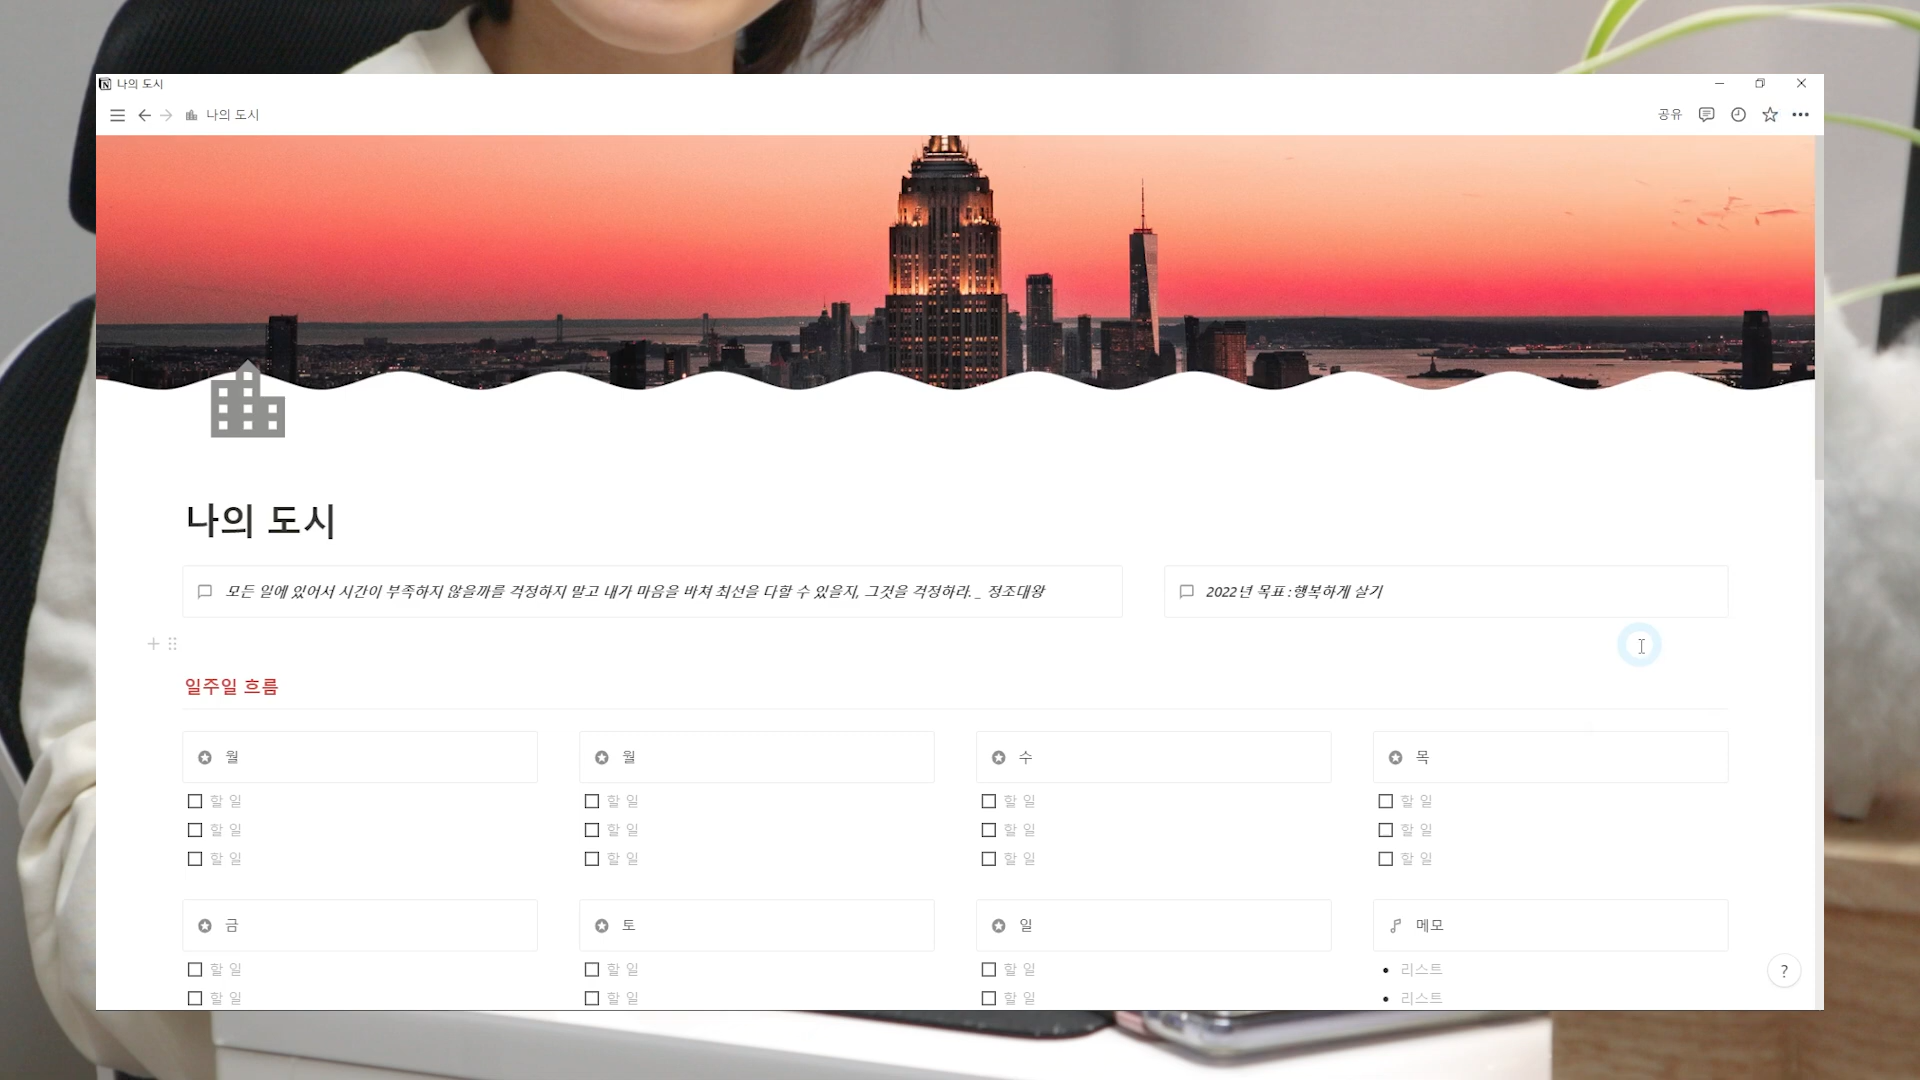 나의 도시
나의 도시
공유
나의 도시
모든 일에 있어서 시간이 부족하지 않을까를 걱정하지 말고 내가 마음을 바쳐 최선을 다할 수 있을지, 그것을 걱정하라. _ 정조대왕
2022년 목표 : 행복하게 살기
일주일 흐름
월 월 수 목
할 일 할 일 할 일 할 일
할 일 할 일 할 일 할 일
할 일 할 일 할 일 할 일
금 토 일 메모
할 일 할 일 할 일 리스트
할 일 할 일 할 일 리스트
?